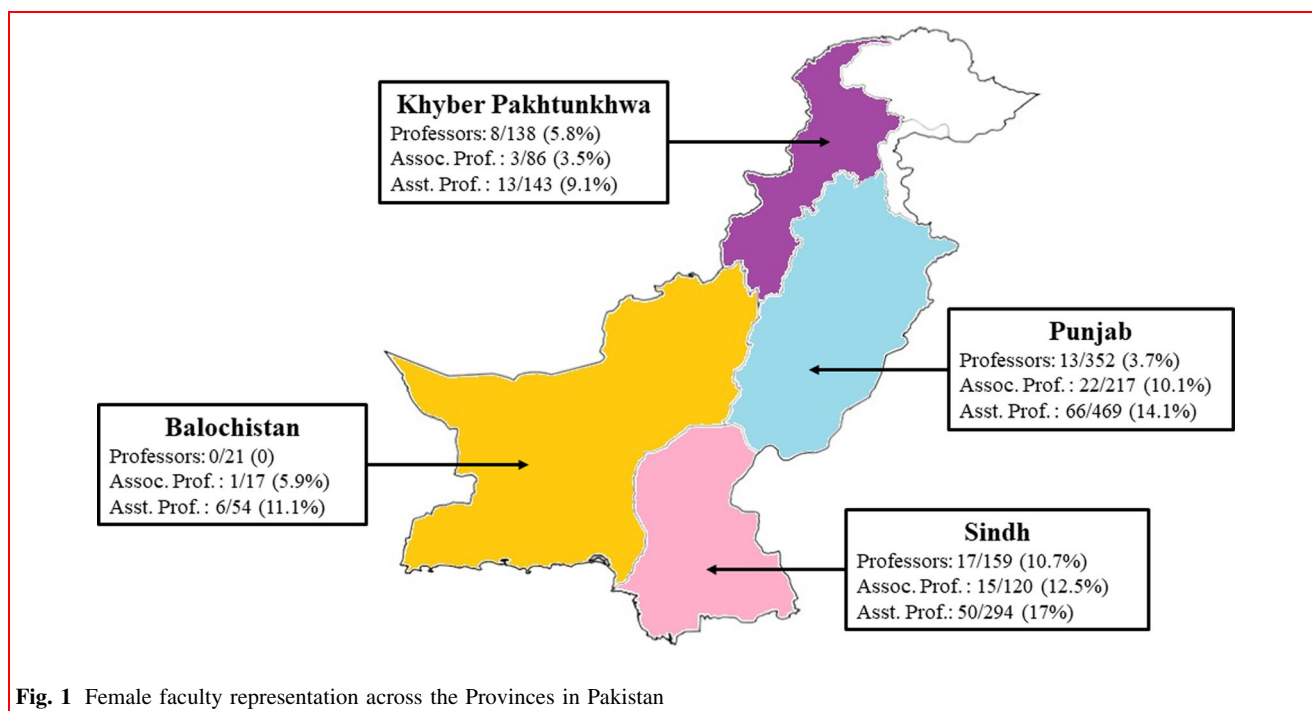 Khyber Pakhtunkhwa
Professors: 8/138 (5.8%)
Assoc. Prof. : 3/86 (3.5%)
Asst. Prof. : 13/143 (9.1%)
Punjab
Professors: 13/352 (3.7%)
Assoc. Prof. : 22/217 (10.1%)
Asst. Prof. : 66/469 (14.1%)
Balochistan
Professors: 0/21 (0)
Assoc. Prof. : 1/17 (5.9%)
Asst. Prof. : 6/54 (11.1%)
Sindh
Professors: 17/159 (10.7%)
Assoc. Prof. : 15/120 (12.5%)
Asst. Prof.: 50/294 (17%)
Fig. 1 Female faculty representation across the Provinces in Pakistan